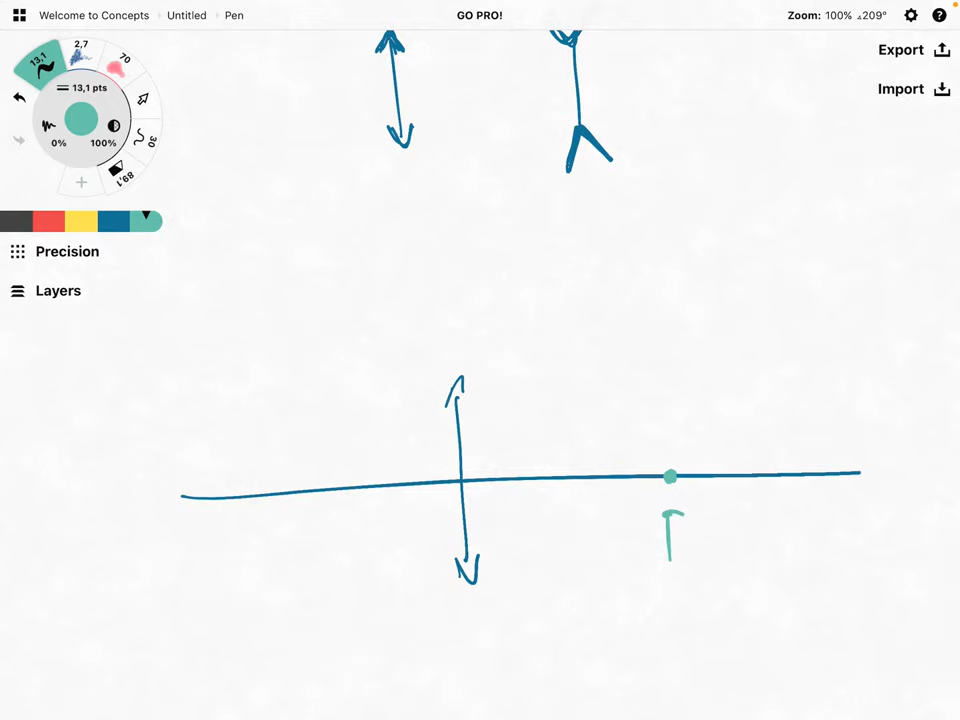 Welcome to Concepts › Untitled › Pen
GO PRO!
Zoom: 100% ⊿209°
Export
Import
13,1
2,7
70
13,1 pts
0%
100%
30
89,1
Precision
Layers